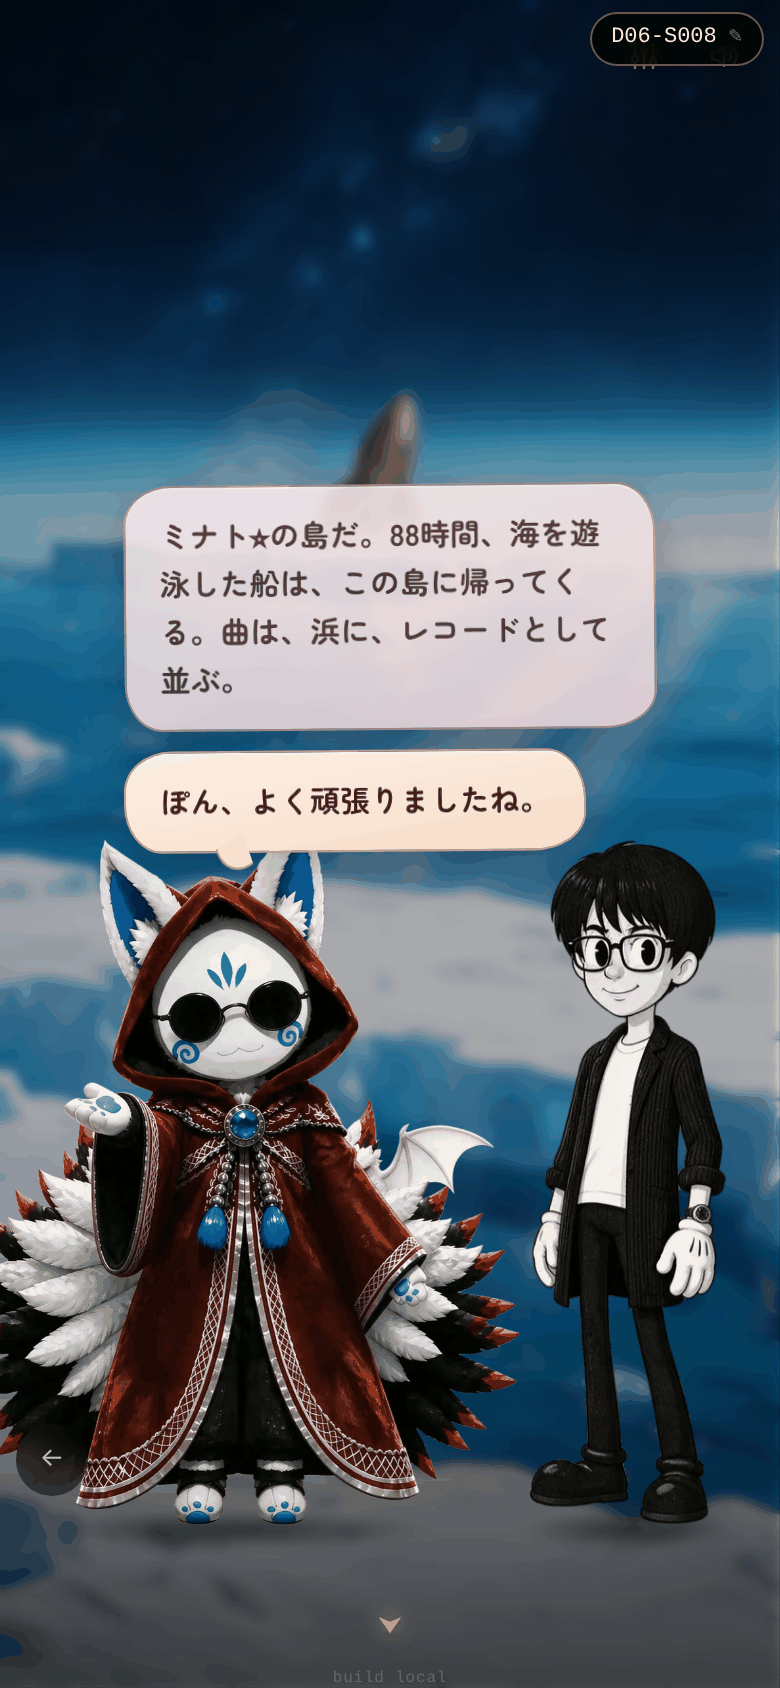 D06-S008 ✎
ミナト★の島だ。88時間、海を遊
泳した船は、この島に帰ってく
る。曲は、浜に、レコードとして
並ぶ。
ぽん、よく頑張りましたね。
build local